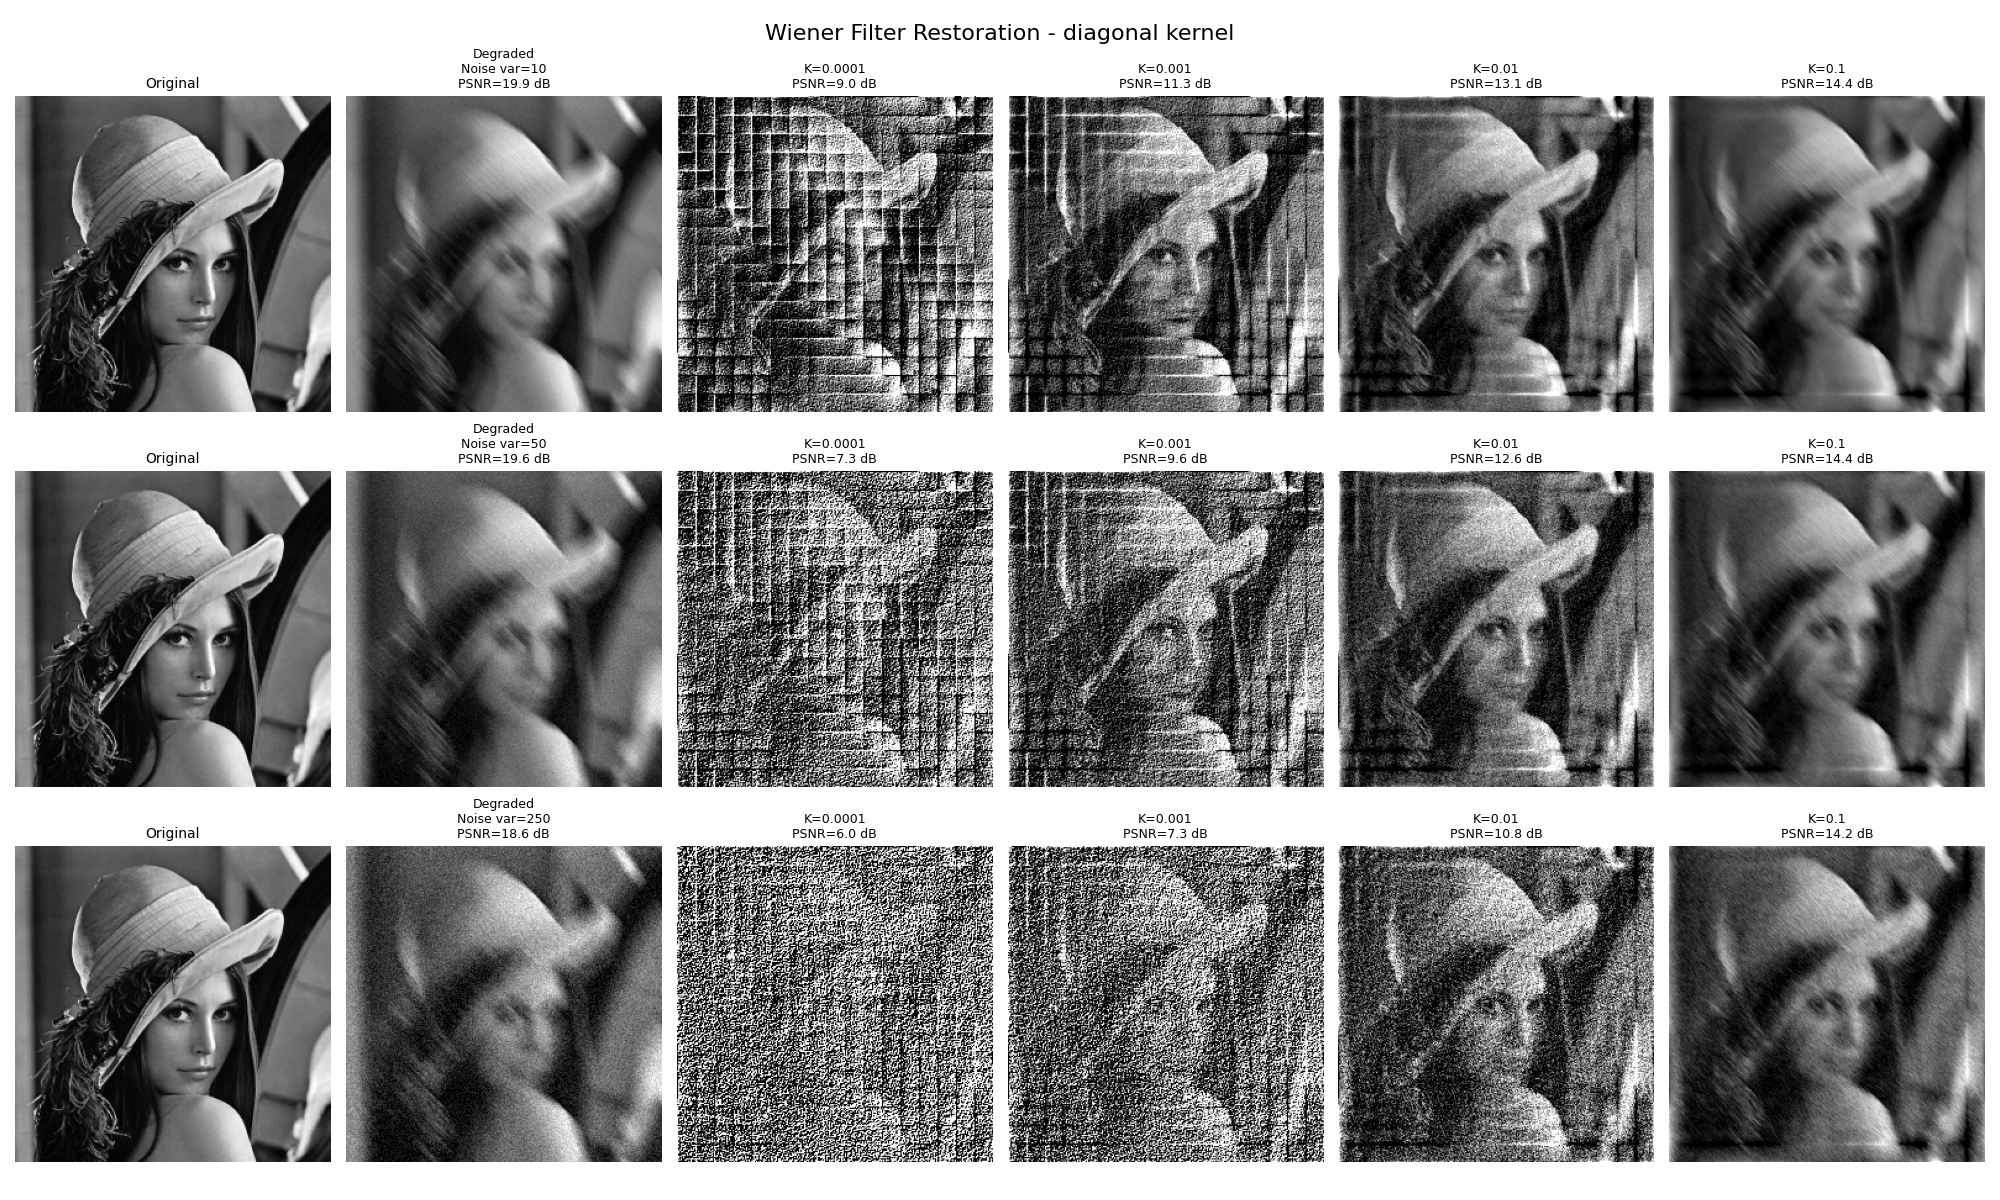 Wiener Filter Restoration - diagonal kernel
Original
Degraded
Noise var=10
PSNR=19.9 dB
K=0.0001
PSNR=9.0 dB
K=0.001
PSNR=11.3 dB
K=0.01
PSNR=13.1 dB
K=0.1
PSNR=14.4 dB
Original
Degraded
Noise var=50
PSNR=19.6 dB
K=0.0001
PSNR=7.3 dB
K=0.001
PSNR=9.6 dB
K=0.01
PSNR=12.6 dB
K=0.1
PSNR=14.4 dB
Original
Degraded
Noise var=250
PSNR=18.6 dB
K=0.0001
PSNR=6.0 dB
K=0.001
PSNR=7.3 dB
K=0.01
PSNR=10.8 dB
K=0.1
PSNR=14.2 dB